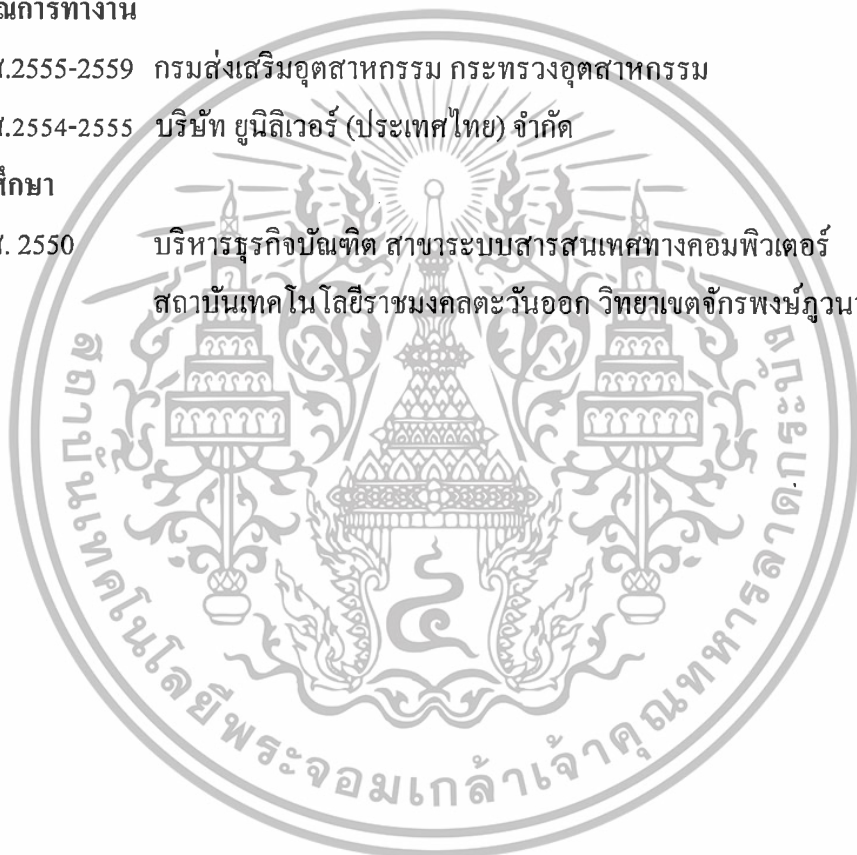 ณ์การทำงาน
ศ.2555-2559 กรมส่งเสริมอุตสาหกรรม กระทรวงอุตสาหกรรม
ศ.2554-2555 บริษัท ยูนิลิเวอร์ (ประเทศไทย) จำกัด
ศึกษา
ศ. 2550 บริหารธุรกิจบัณฑิต สาขาระบบสารสนเทศทางคอมพิวเตอร์
สถาบันเทคโนโลยีราชมงคลตะวันออก วิทยาเขตจักรพงษ์ภูวนา
สถาบันเทคโนโลยีพระจอมเกล้าเจ้าคุณทหารลาดกระบัง
๔